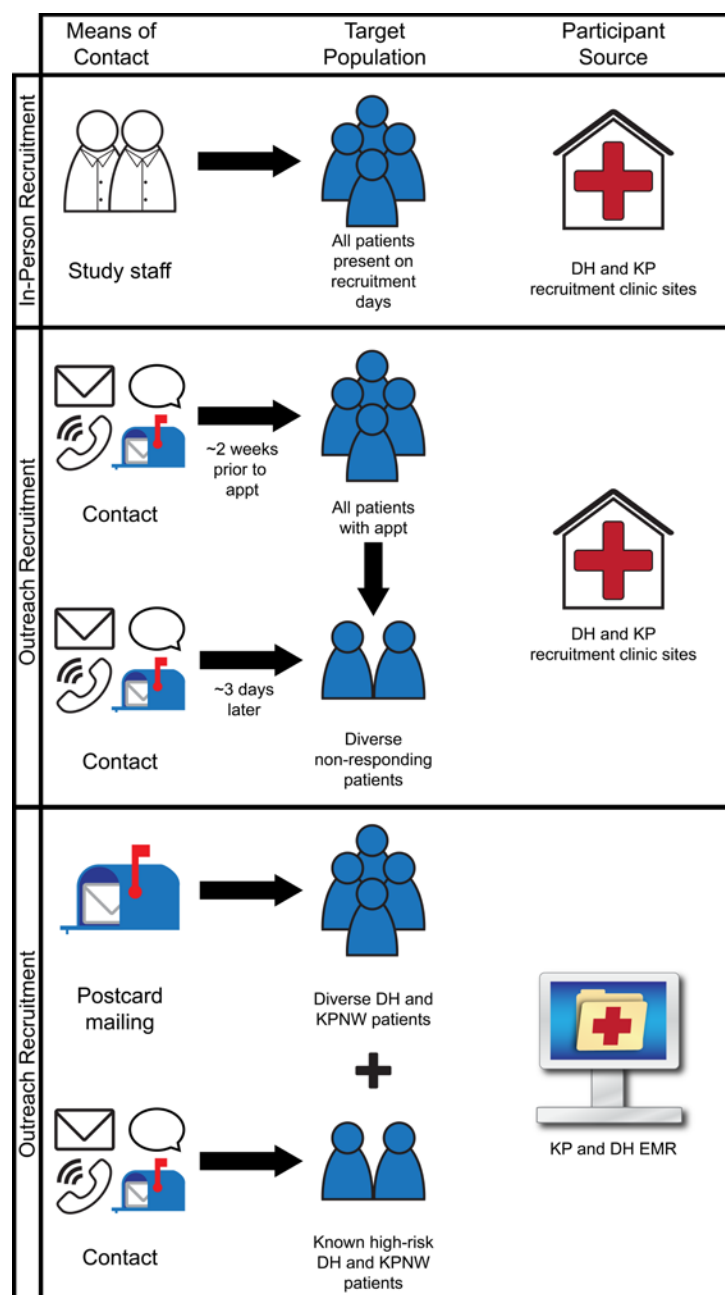 Means of
Contact
Target
Population
Participant
Source
In-Person Recruitment
Study staff
All patients
present on
recruitment
days
DH and KP
recruitment clinic sites
Outreach Recruitment
~2 weeks
prior to
appt
Contact
All patients
with appt
~3 days
later
Contact
Diverse
non-responding
patients
DH and KP
recruitment clinic sites
Outreach Recruitment
Postcard
mailing
Diverse DH and
KPNW patients
Contact
Known high-risk
DH and KPNW
patients
KP and DH EMR